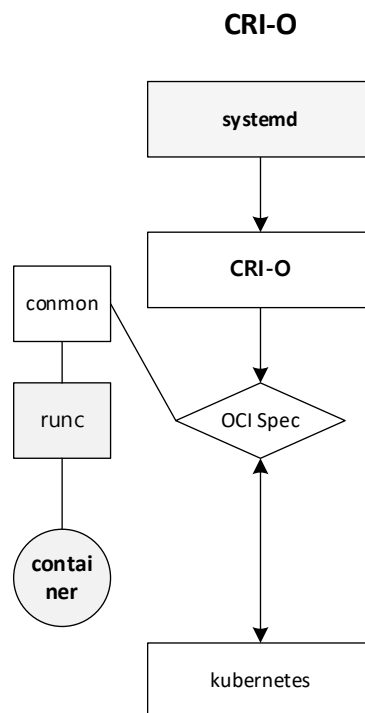 CRI-O
systemd
CRI-O
conmon
runc
OCI Spec
contai
ner
kubernetes